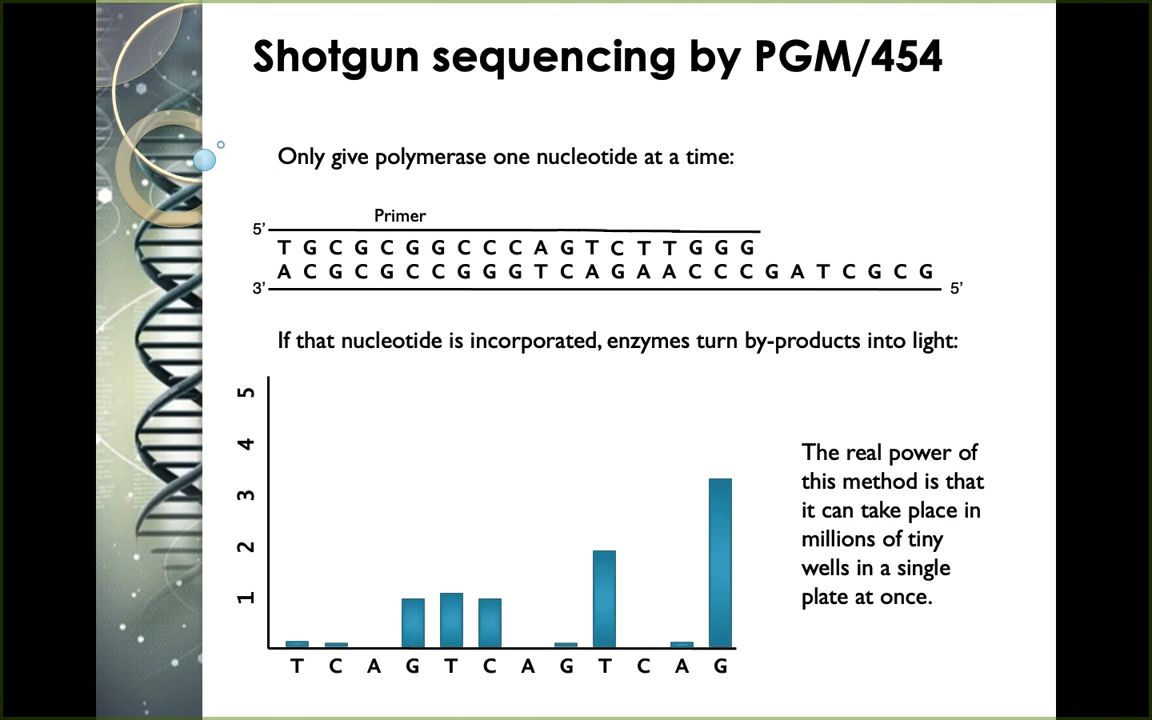 Shotgun sequencing by PGM/454
Only give polymerase one nucleotide at a time:
Primer
5’
T G C G C G G C C C A G T C T T G G G
A C G C G C C G G G T C A G A A C C C G A T C G C G
3’ 5’
If that nucleotide is incorporated, enzymes turn by-products into light:
5
4
3
2
1
T C A G T C A G T C A G
The real power of
this method is that
it can take place in
millions of tiny
wells in a single
plate at once.